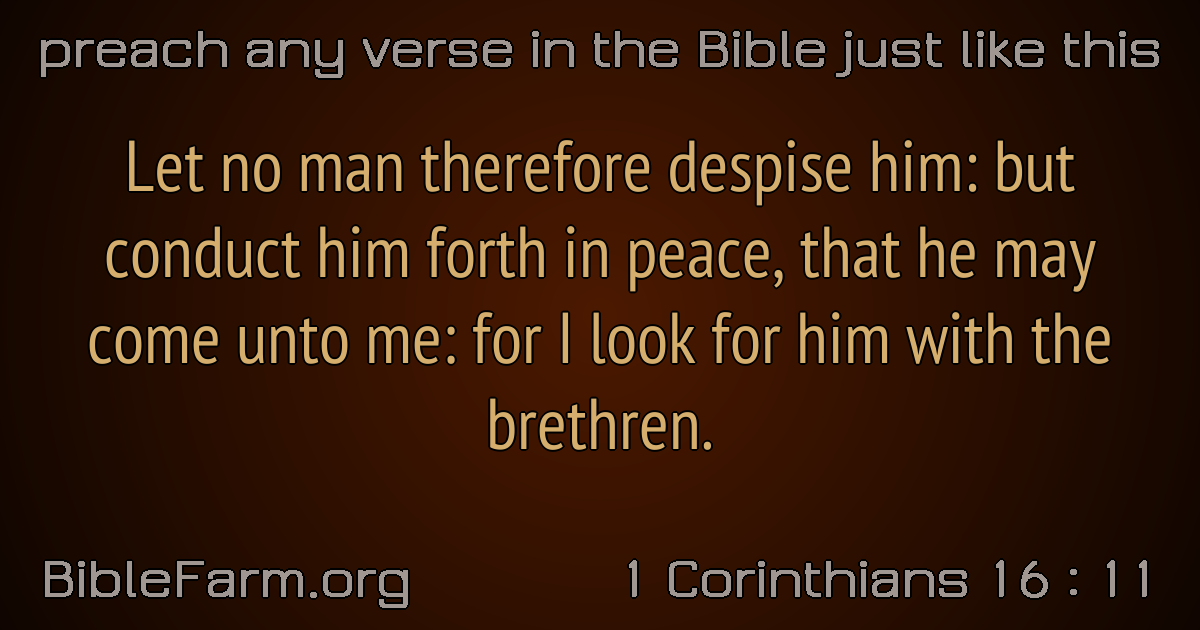 preach any verse in the Bible just like this
Let no man therefore despise him: but
conduct him forth in peace, that he may
come unto me: for I look for him with the
brethren.
BibleFarm.org
1 Corinthians 16 : 11